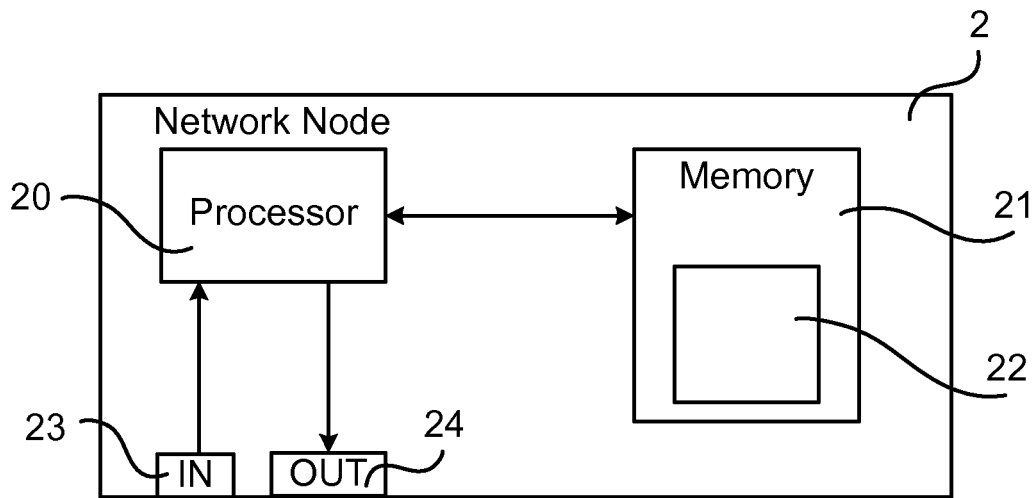 2
Network Node
20
Processor
Memory
21
22
23
IN
OUT
24